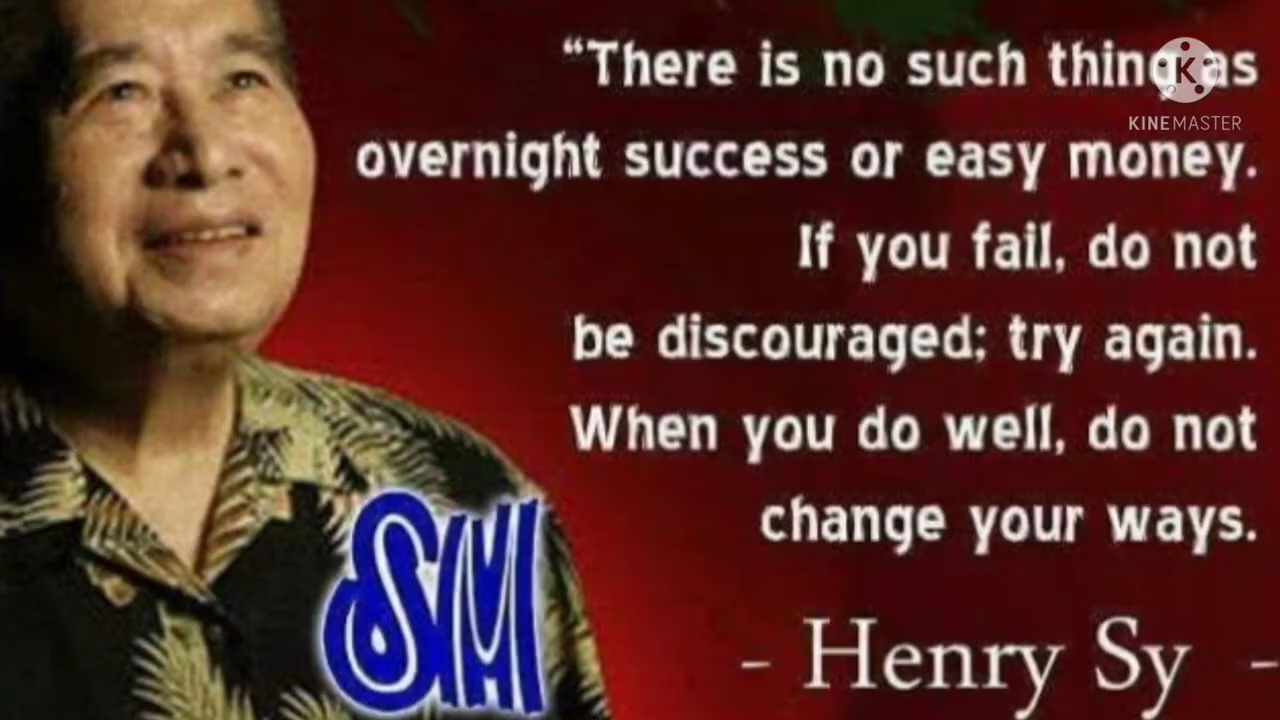 “There is no such thing as
overnight success or easy money.
If you fail, do not
be discouraged; try again.
When you do well, do not
change your ways.
- Henry Sy -
SM
K
KINEMASTER